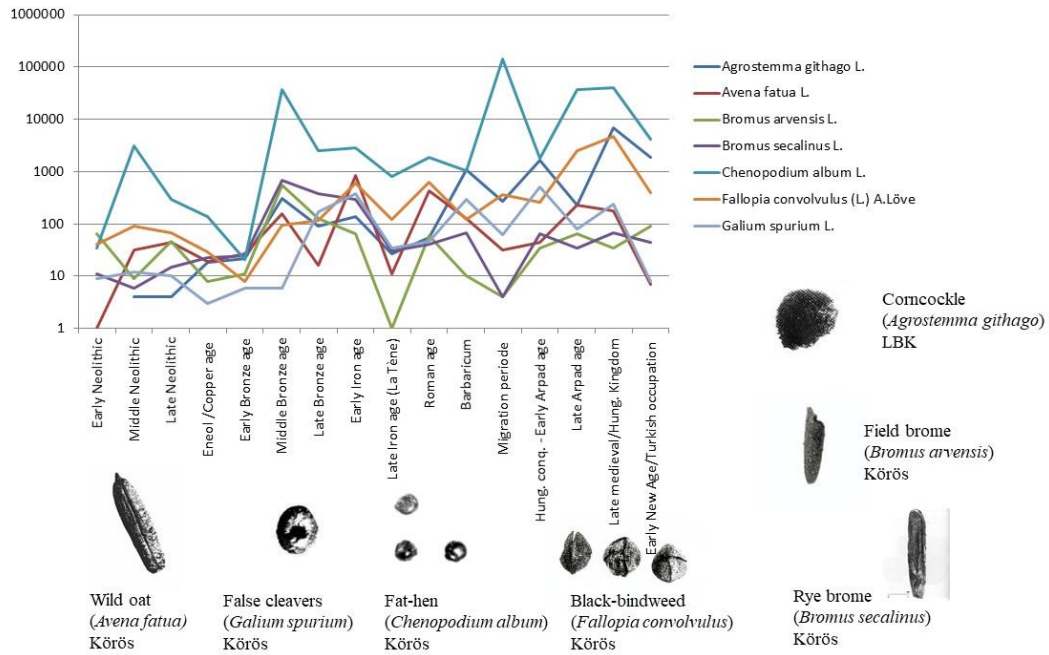 1000000
100000
10000
1000
100
10
1
Early Neolithic
Middle Neolithic
Late Neolithic
Eneol /Copper age
Early Bronze age
Middle Bronze age
Late Bronze age
Early Iron age
Late Iron age (La Tène)
Roman age
Barbaricum
Migration periode
Hung. conq. - Early Arpad age
Late Arpad age
Late medieval/Hung. Kingdom
Early New Age/Turkish occupation
Agrostemma githago L.
Avena fatua L.
Bromus arvensis L.
Bromus secalinus L.
Chenopodium album L.
Fallopia convolvulus (L.) A.Löve
Galium spurium L.
Corncockle
(Agrostemma githago)
LBK
Field brome
(Bromus arvensis)
Körös
Rye brome
(Bromus secalinus)
Körös
Wild oat
(Avena fatua)
Körös
False cleavers
(Galium spurium)
Körös
Fat-hen
(Chenopodium album)
Körös
Black-bindweed
(Fallopia convolvulus)
Körös